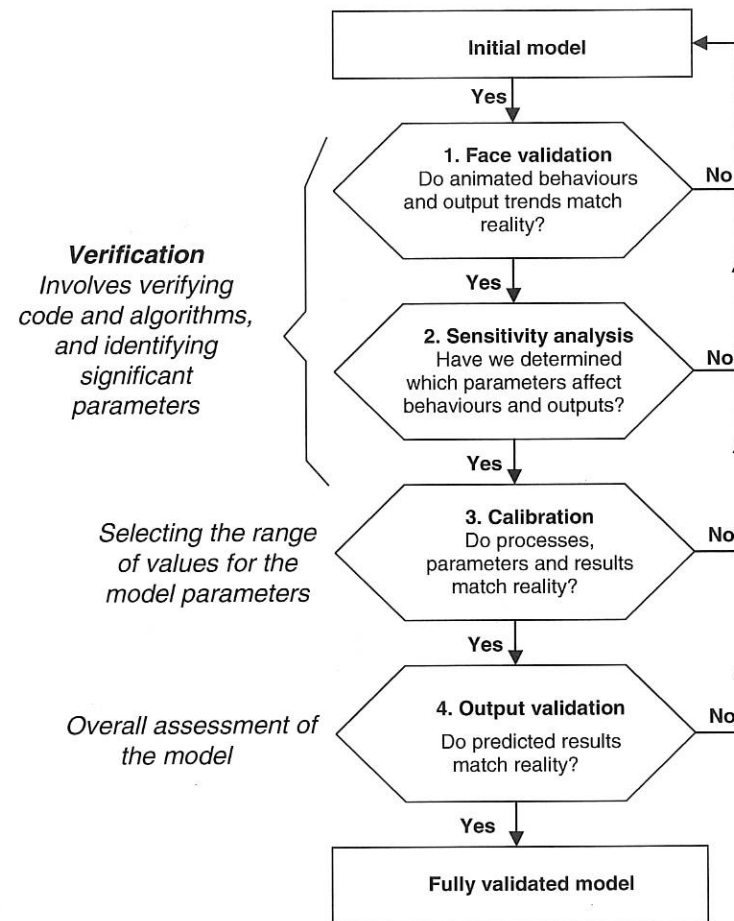 Initial model
Yes
1. Face validation
Do animated behaviours
and output trends match
reality?
No
Verification
Involves verifying
code and algorithms,
and identifying
significant
parameters
Yes
2. Sensitivity analysis
Have we determined
which parameters affect
behaviours and outputs?
No
Yes
Selecting the range
of values for the
model parameters
3. Calibration
Do processes,
parameters and results
match reality?
No
Yes
Overall assessment of
the model
4. Output validation
Do predicted results
match reality?
No
Yes
Fully validated model